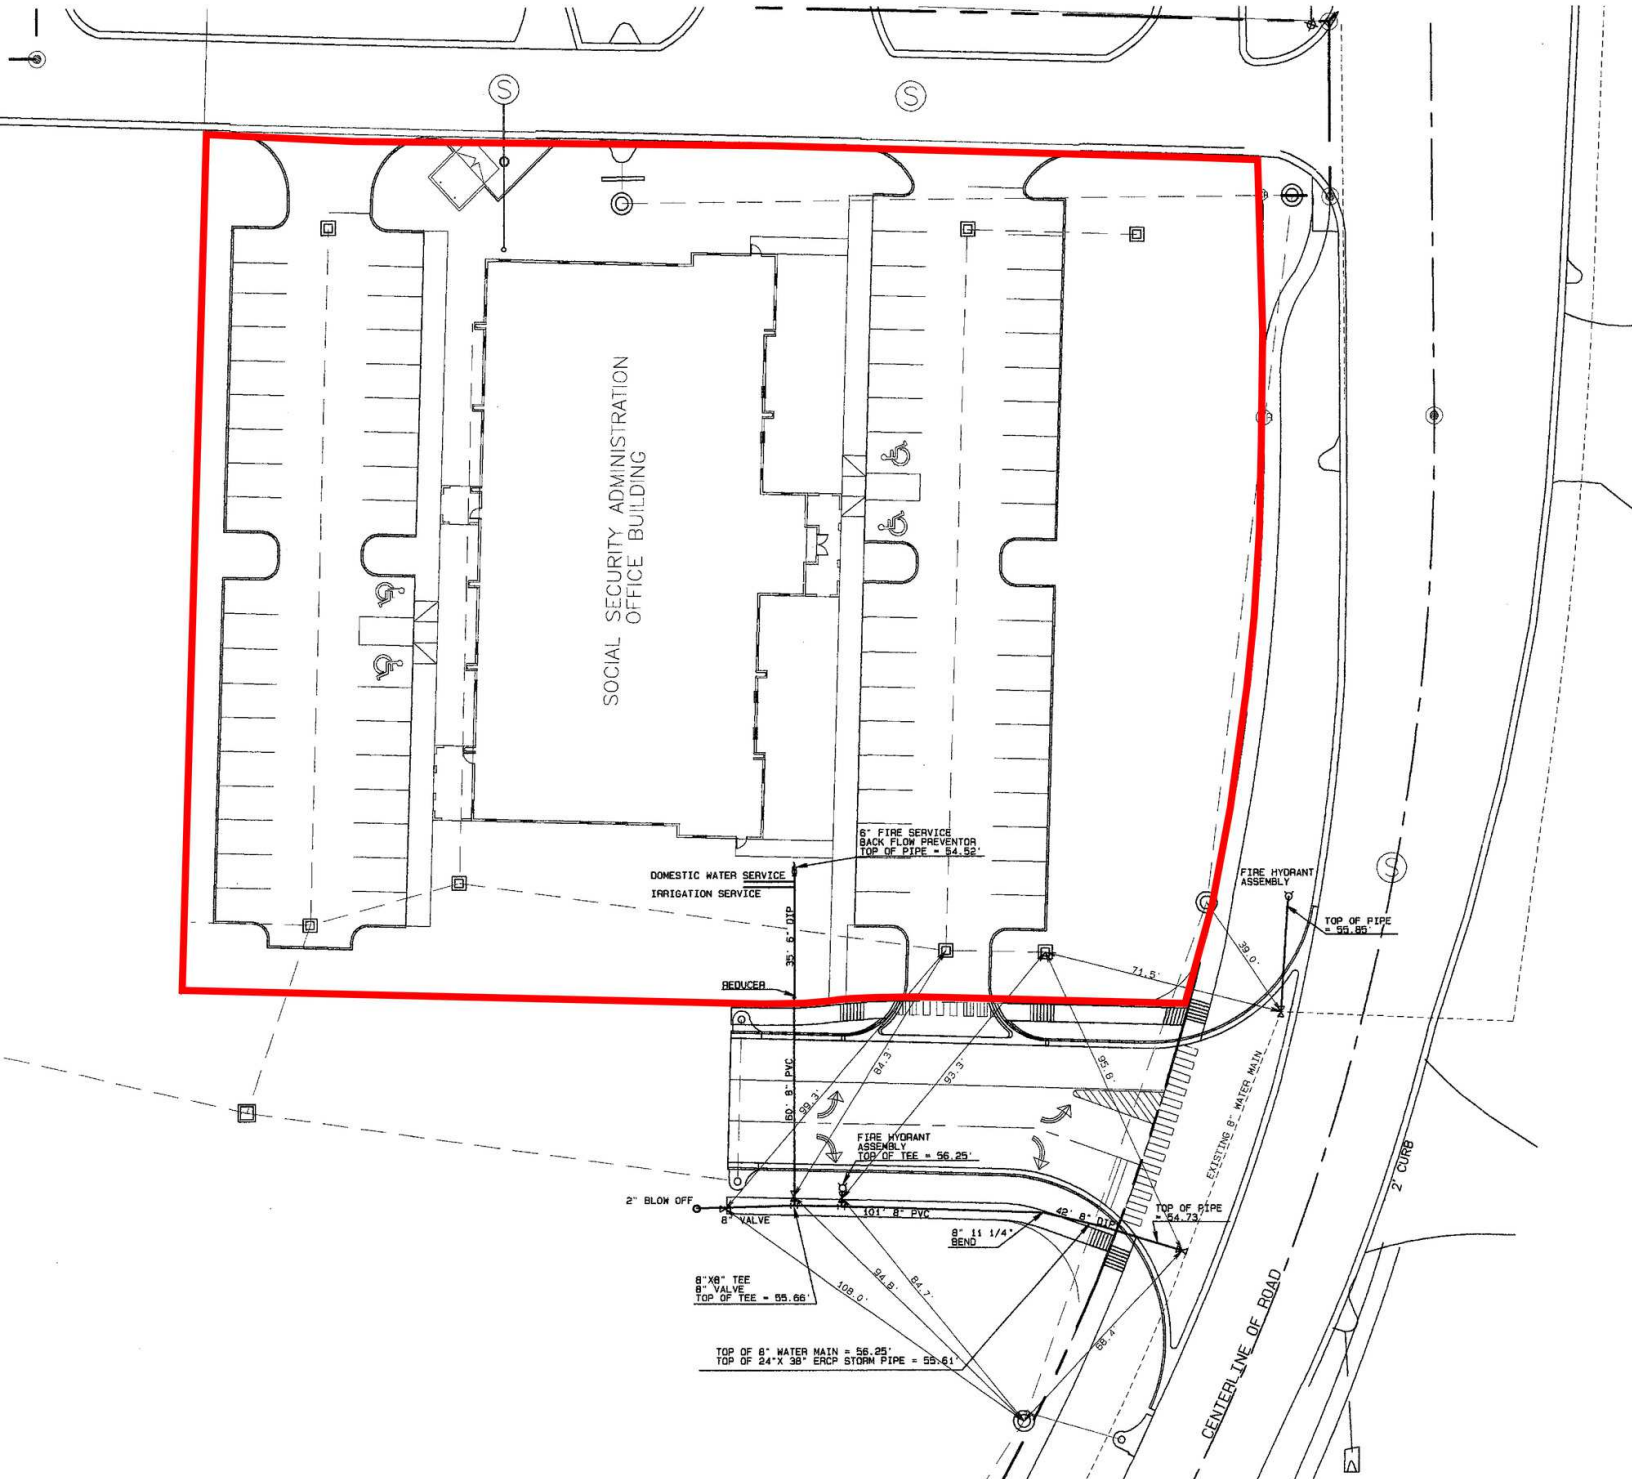 S
S
SOCIAL SECURITY ADMINISTRATION
OFFICE BUILDING
6" FIRE SERVICE
BACK FLOW PREVENTOR
TOP OF PIPE = 54.52'
DOMESTIC WATER SERVICE
IRRIGATION SERVICE
35' 6" DIP
REDUCER
S
FIRE HYDRANT
ASSEMBLY
TOP OF PIPE
= 55.85'
39.0'
71.5'
84.3'
93.3'
95.8'
99.3'
60' 8" PVC
EXISTING 8" WATER MAIN
FIRE HYDRANT
ASSEMBLY
TOP OF TEE = 56.25'
2" BLOW OFF
8" VALVE
101' 8" PVC
42' 8" DIP
TOP OF PIPE
= 54.73'
8" 11 1/4°
BEND
2' CURB
8"X8" TEE
8" VALVE
TOP OF TEE = 55.66'
108.0'
94.8'
84.7'
68.4'
TOP OF 8" WATER MAIN = 56.25'
TOP OF 24"X 38" ERCP STORM PIPE = 55.61'
CENTERLINE OF ROAD